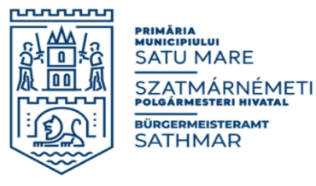 PRIMĂRIA
MUNICIPIULUI
SATU MARE
SZATMÁRNÉMETI
POLGÁRMESTERI HIVATAL
BÜRGERMEISTERAMT
SATHMAR